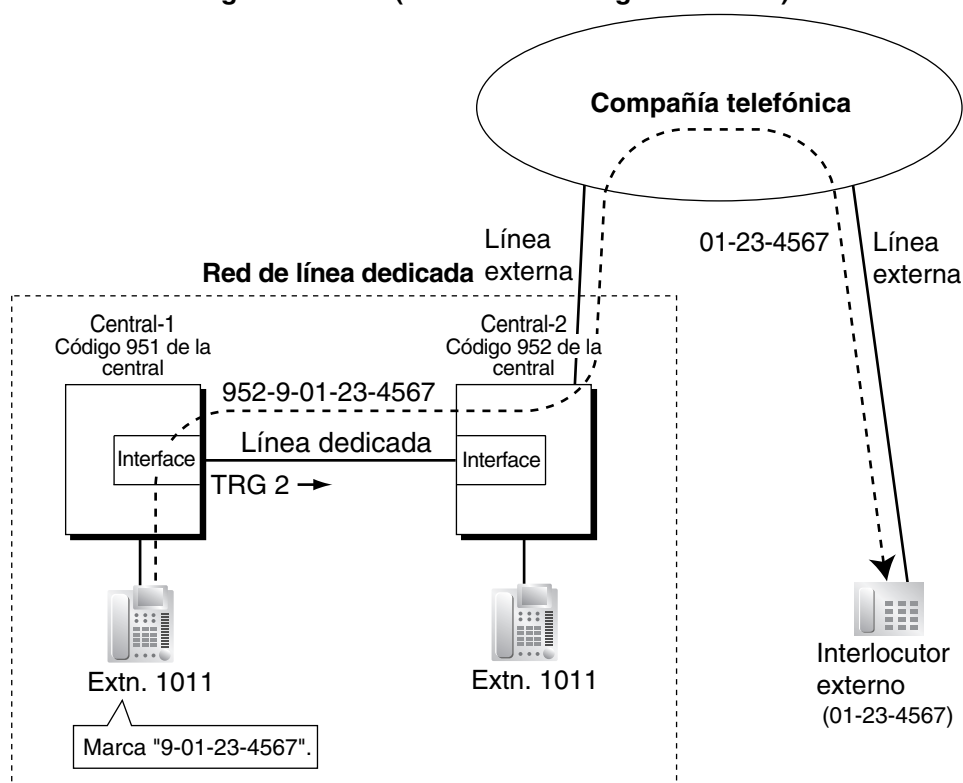 Compañía telefónica
Línea
externa
01-23-4567
Línea
externa
Red de línea dedicada
Central-1
Código 951 de la
central
Central-2
Código 952 de la
central
952-9-01-23-4567
Línea dedicada
Interface
Interface
TRG 2
Extn. 1011
Extn. 1011
Marca "9-01-23-4567".
Interlocutor
externo
(01-23-4567)